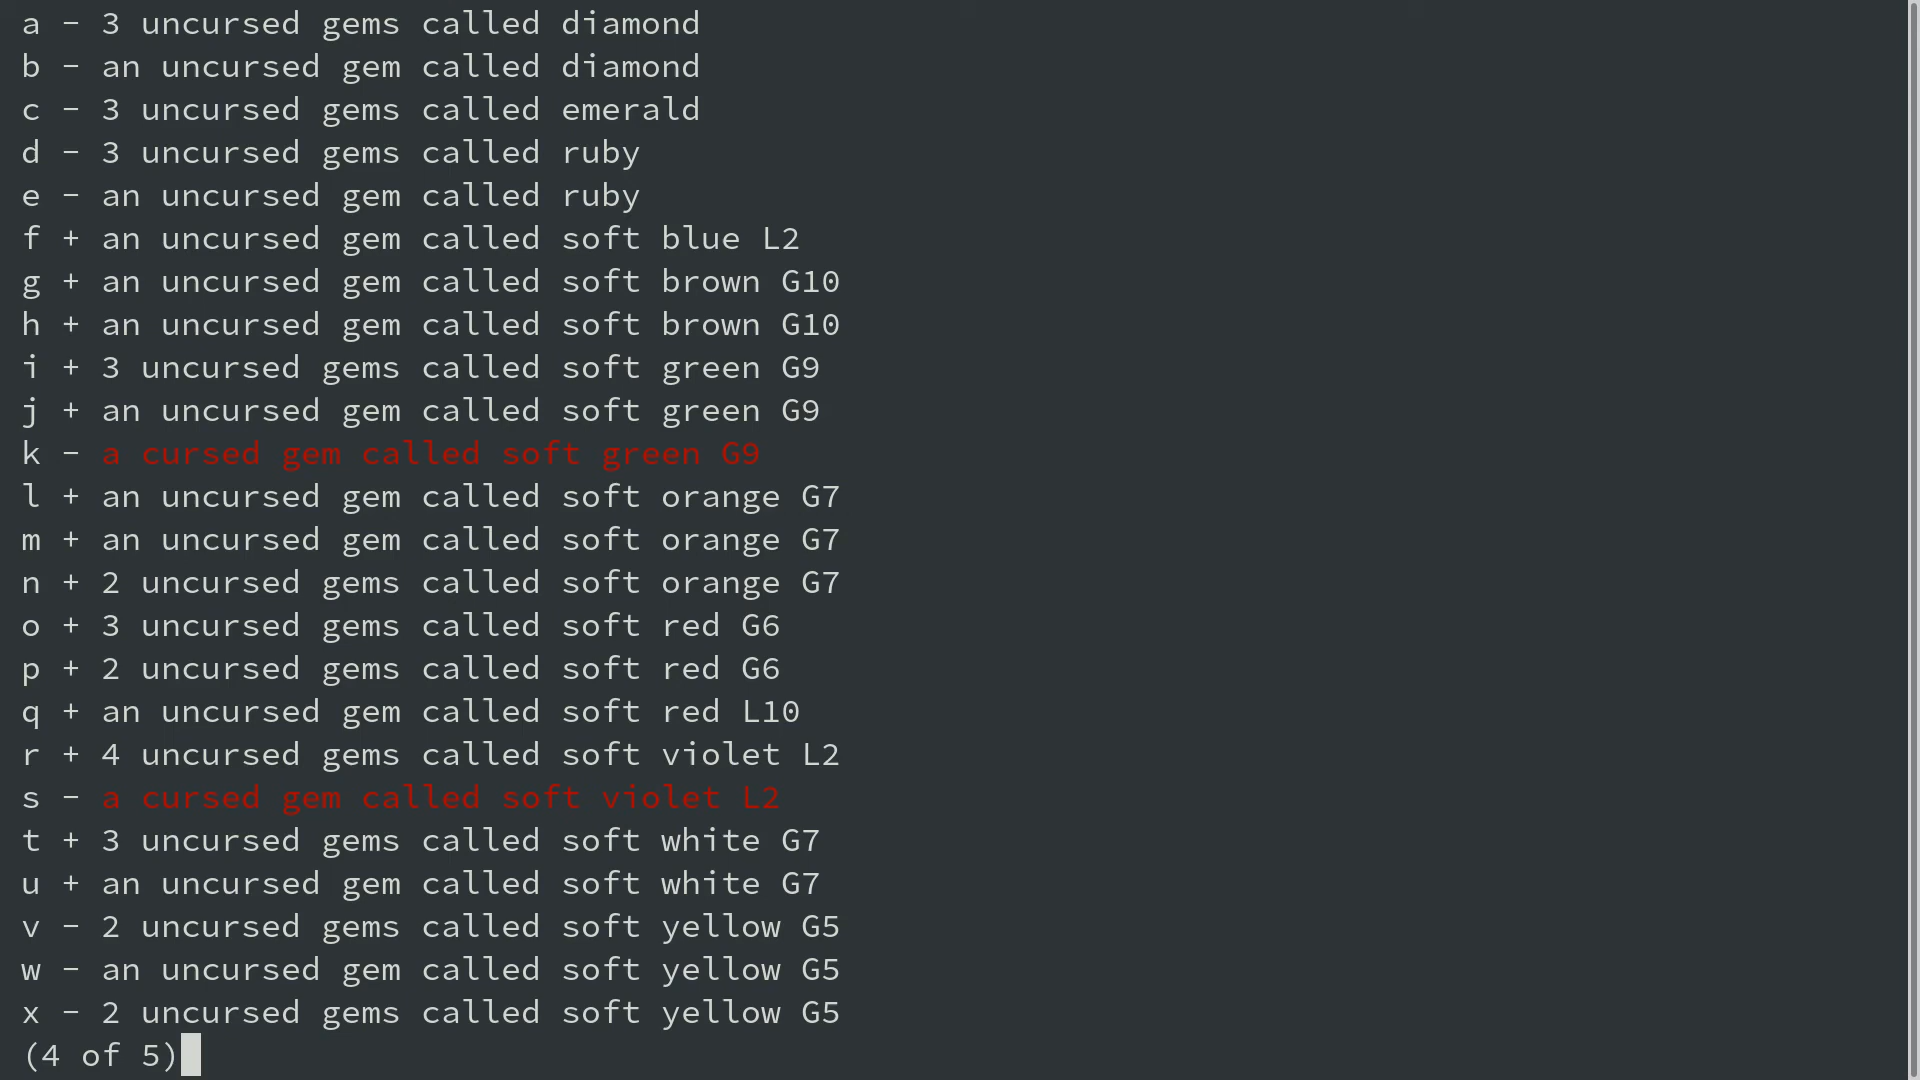 a - 3 uncursed gems called diamond
b - an uncursed gem called diamond
c - 3 uncursed gems called emerald
d - 3 uncursed gems called ruby
e - an uncursed gem called ruby
f + an uncursed gem called soft blue L2
g + an uncursed gem called soft brown G10
h + an uncursed gem called soft brown G10
i + 3 uncursed gems called soft green G9
j + an uncursed gem called soft green G9
k - a cursed gem called soft green G9
l + an uncursed gem called soft orange G7
m + an uncursed gem called soft orange G7
n + 2 uncursed gems called soft orange G7
o + 3 uncursed gems called soft red G6
p + 2 uncursed gems called soft red G6
q + an uncursed gem called soft red L10
r + 4 uncursed gems called soft violet L2
s - a cursed gem called soft violet L2
t + 3 uncursed gems called soft white G7
u + an uncursed gem called soft white G7
v - 2 uncursed gems called soft yellow G5
w - an uncursed gem called soft yellow G5
x - 2 uncursed gems called soft yellow G5
(4 of 5)